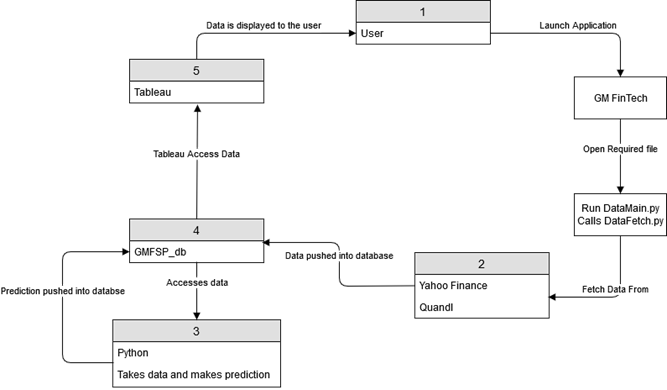 1
User
Data is displayed to the user
Launch Application
5
Tableau
GM FinTech
Open Required file
Tableau Access Data
Run DataMain.py
Calls DataFetch.py
4
GMFSP_db
Data pushed into database
2
Yahoo Finance
Quandl
Fetch Data From
Accesses data
Prediction pushed into databse
3
Python
Takes data and makes prediction